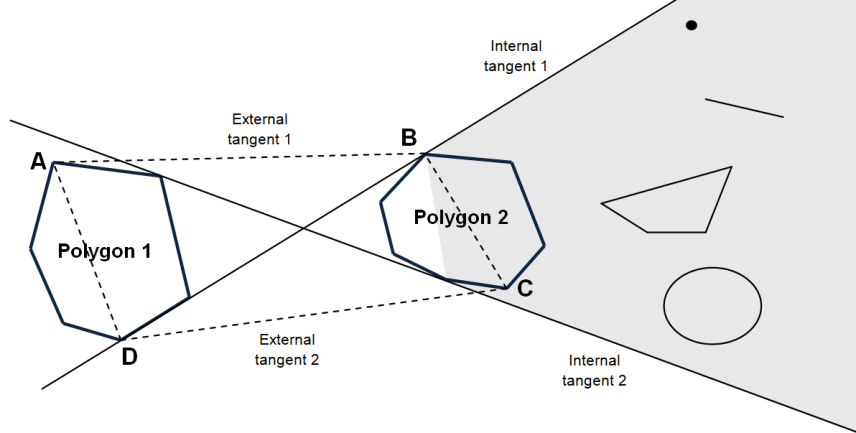 Internal
tangent 1
External
tangent 1
B
A
Polygon 1
Polygon 2
C
D
External
tangent 2
Internal
tangent 2